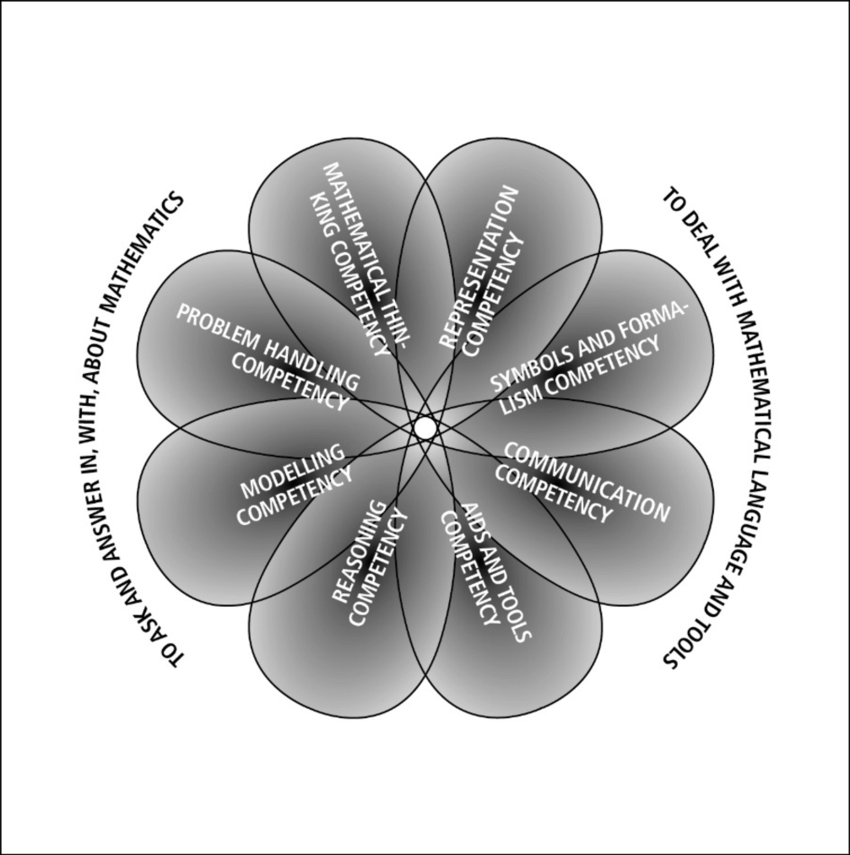 TO ASK AND ANSWER IN, WITH, ABOUT MATHEMATICS
MATHEMATICAL THIN-
KING COMPETENCY
REPRESENTATION
COMPETENCY
PROBLEM HANDLING
COMPETENCY
SYMBOLS AND FORMA-
LISM COMPETENCY
MODELLING
COMPETENCY
COMMUNICATION
COMPETENCY
REASONING
COMPETENCY
AIDS AND TOOLS
COMPETENCY
TO DEAL WITH MATHEMATICAL LANGUAGE AND TOOLS